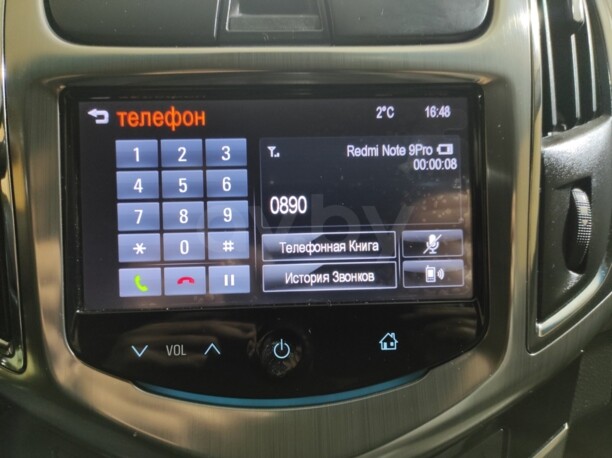 телефон 2°C 16:48
1 2 3
4 5 6
7 8 9
* 0 #
Redmi Note 9Pro
00:00:08
0890
Телефонная Книга
История Звонков
VOL